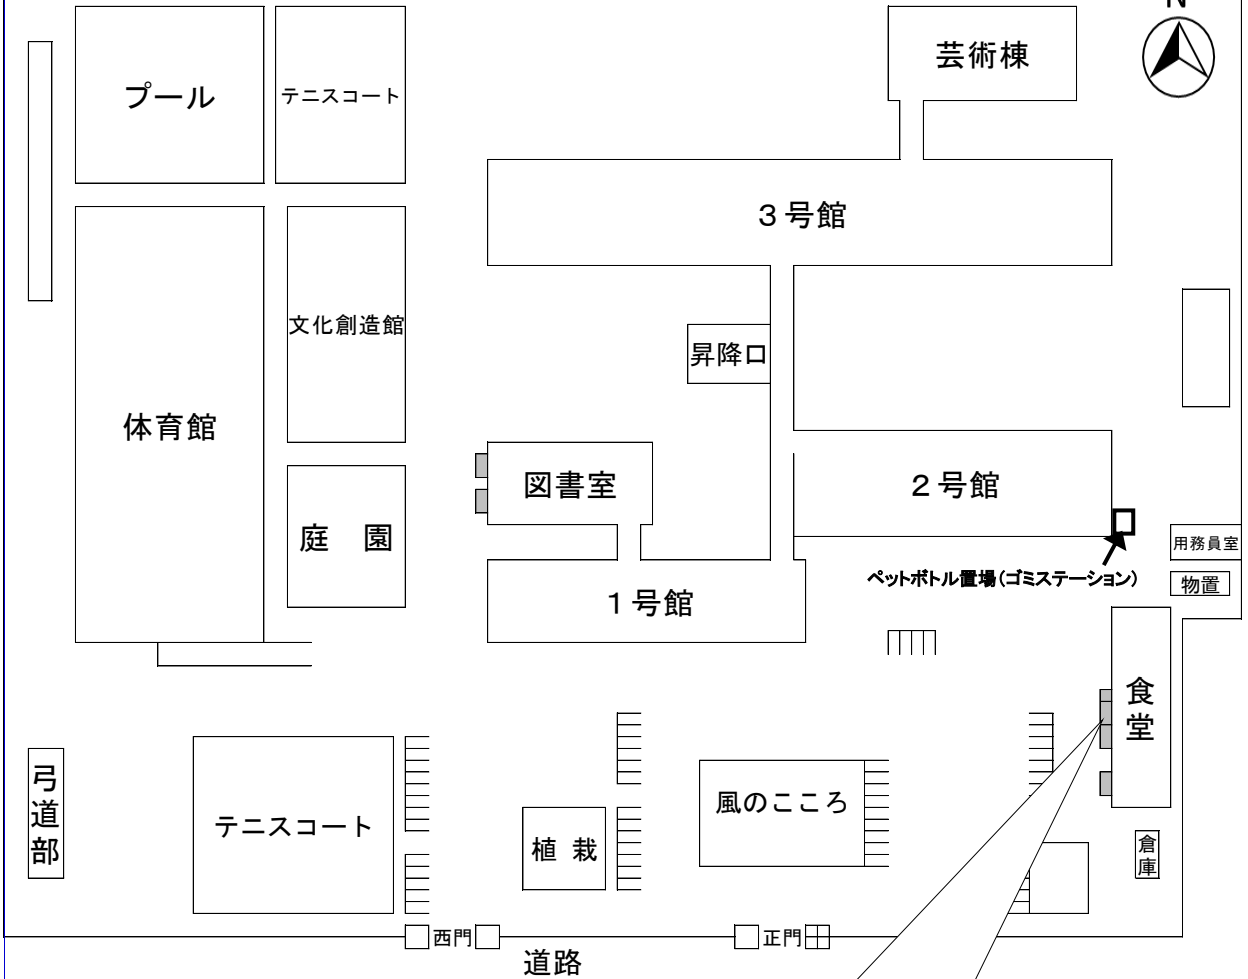 N
芸術棟
プール
テニスコート
３号館
文化創造館
昇降口
体育館
図書室
２号館
庭　園
用務員室
ペットボトル置場（ゴミステーション）
物置
１号館
食堂
弓道部
風のこころ
テニスコート
植 栽
倉庫
西門
正門
道路